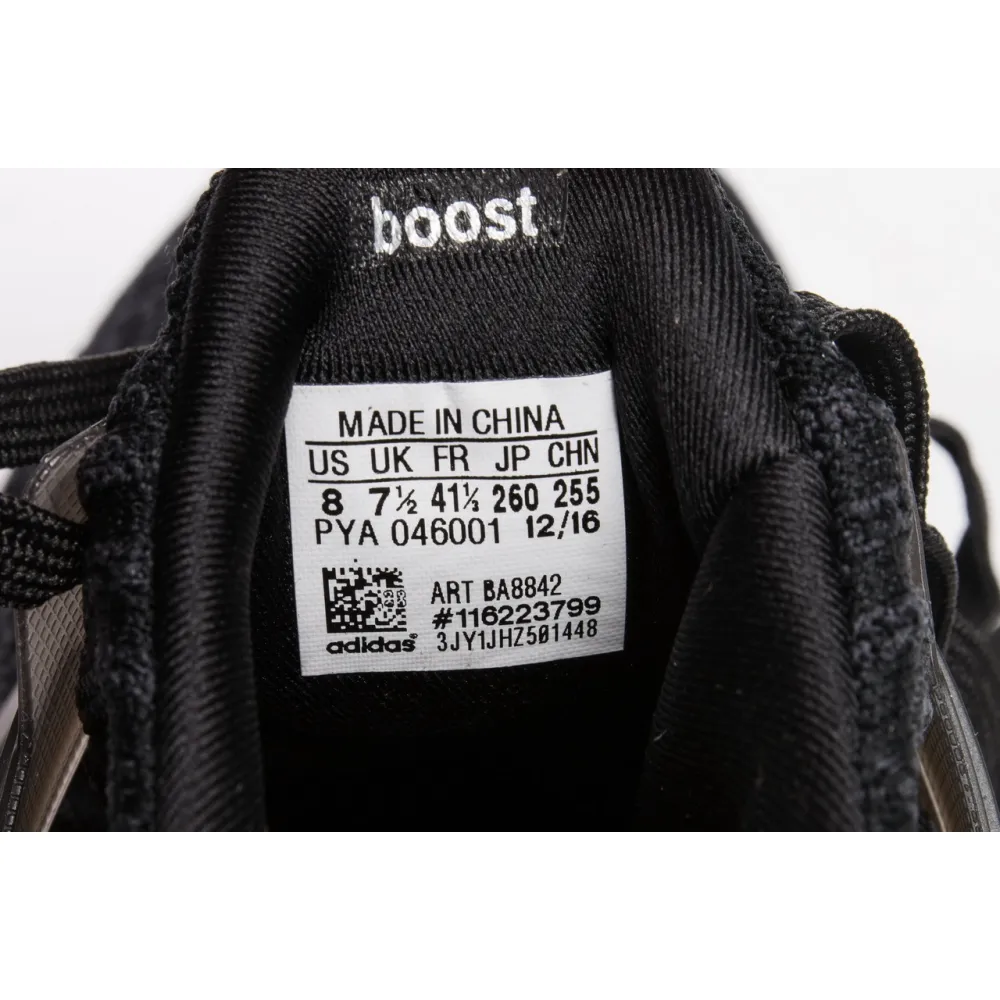 boost
MADE IN CHINA
US UK FR JP CHN
8 7½ 41⅓ 260 255
PYA 046001 12/16
ART BA8842
#116223799
adidas® 3JY1JHZ501448